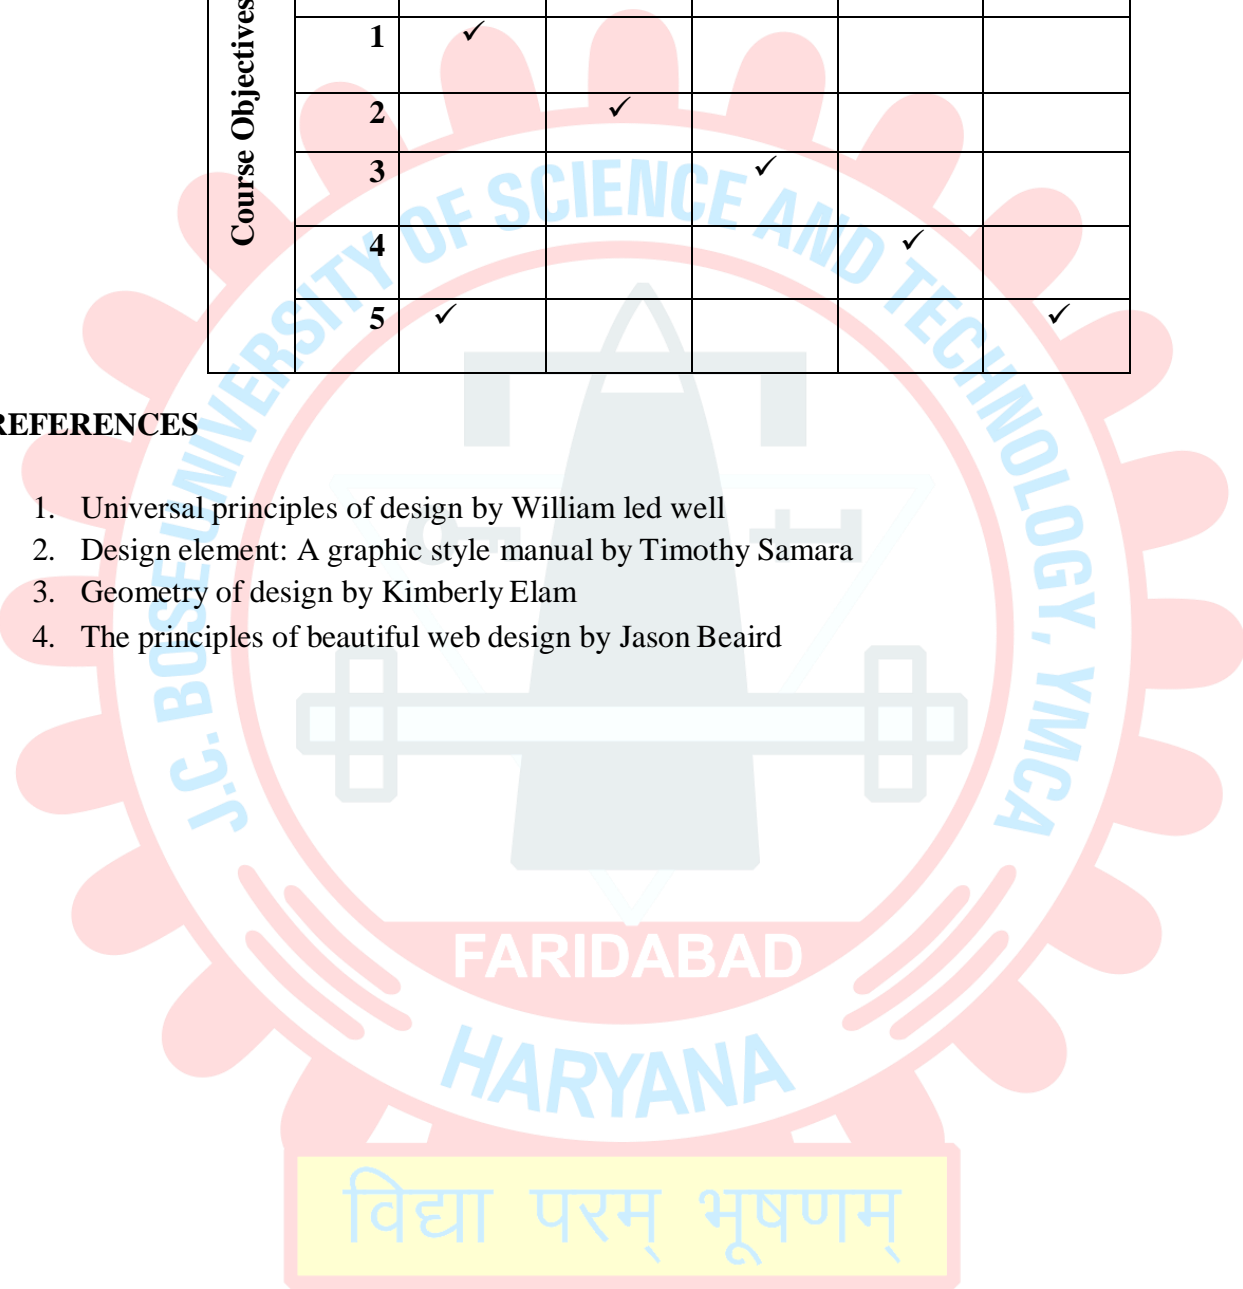 Course Objectives
1 ✓
2 ✓
3 ✓
4 ✓
5 ✓ ✓
REFERENCES
1. Universal principles of design by William led well
2. Design element: A graphic style manual by Timothy Samara
3. Geometry of design by Kimberly Elam
4. The principles of beautiful web design by Jason Beaird
J.C. BOSE UNIVERSITY OF SCIENCE AND TECHNOLOGY, YMCA
FARIDABAD
HARYANA
विद्या परम् भूषणम्